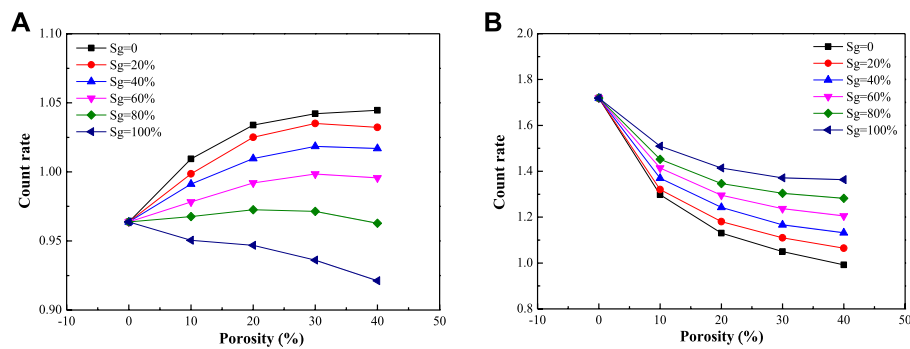 A
Count rate
1.10
1.05
1.00
0.95
0.90
Sg=0
Sg=20%
Sg=40%
Sg=60%
Sg=80%
Sg=100%
-10 0 10 20 30 40 50
Porosity (%)
B
Count rate
2.0
1.8
1.6
1.4
1.2
1.0
0.8
Sg=0
Sg=20%
Sg=40%
Sg=60%
Sg=80%
Sg=100%
-10 0 10 20 30 40 50
Porosity (%)